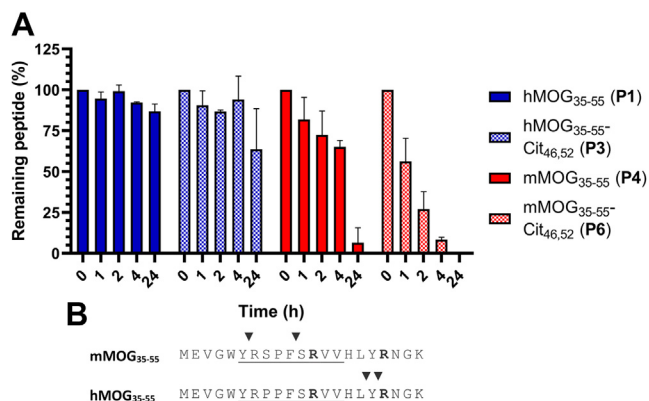 A
Remaining peptide (%)
125
100
75
50
25
0
0 1 2 4 24 0 1 2 4 24 0 1 2 4 24 0 1 2 4 24
Time (h)
hMOG35-55 (P1)
hMOG35-55-
Cit46,52 (P3)
mMOG35-55 (P4)
mMOG35-55-
Cit46,52 (P6)
B
mMOG35-55 MEVGWYRSPFSRVVHLYRNGK
hMOG35-55 MEVGWYRPPFSRVVHLYRNGK